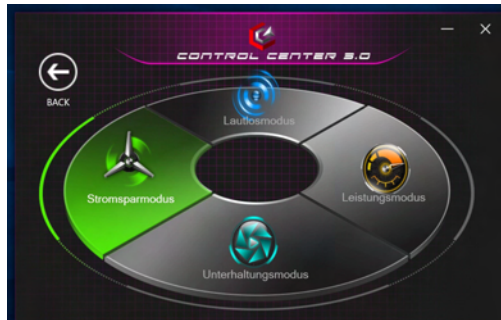 CONTROL CENTER 3.0
BACK
Lautlosmodus
Stromsparmodus
Leistungsmodus
Unterhaltungsmodus